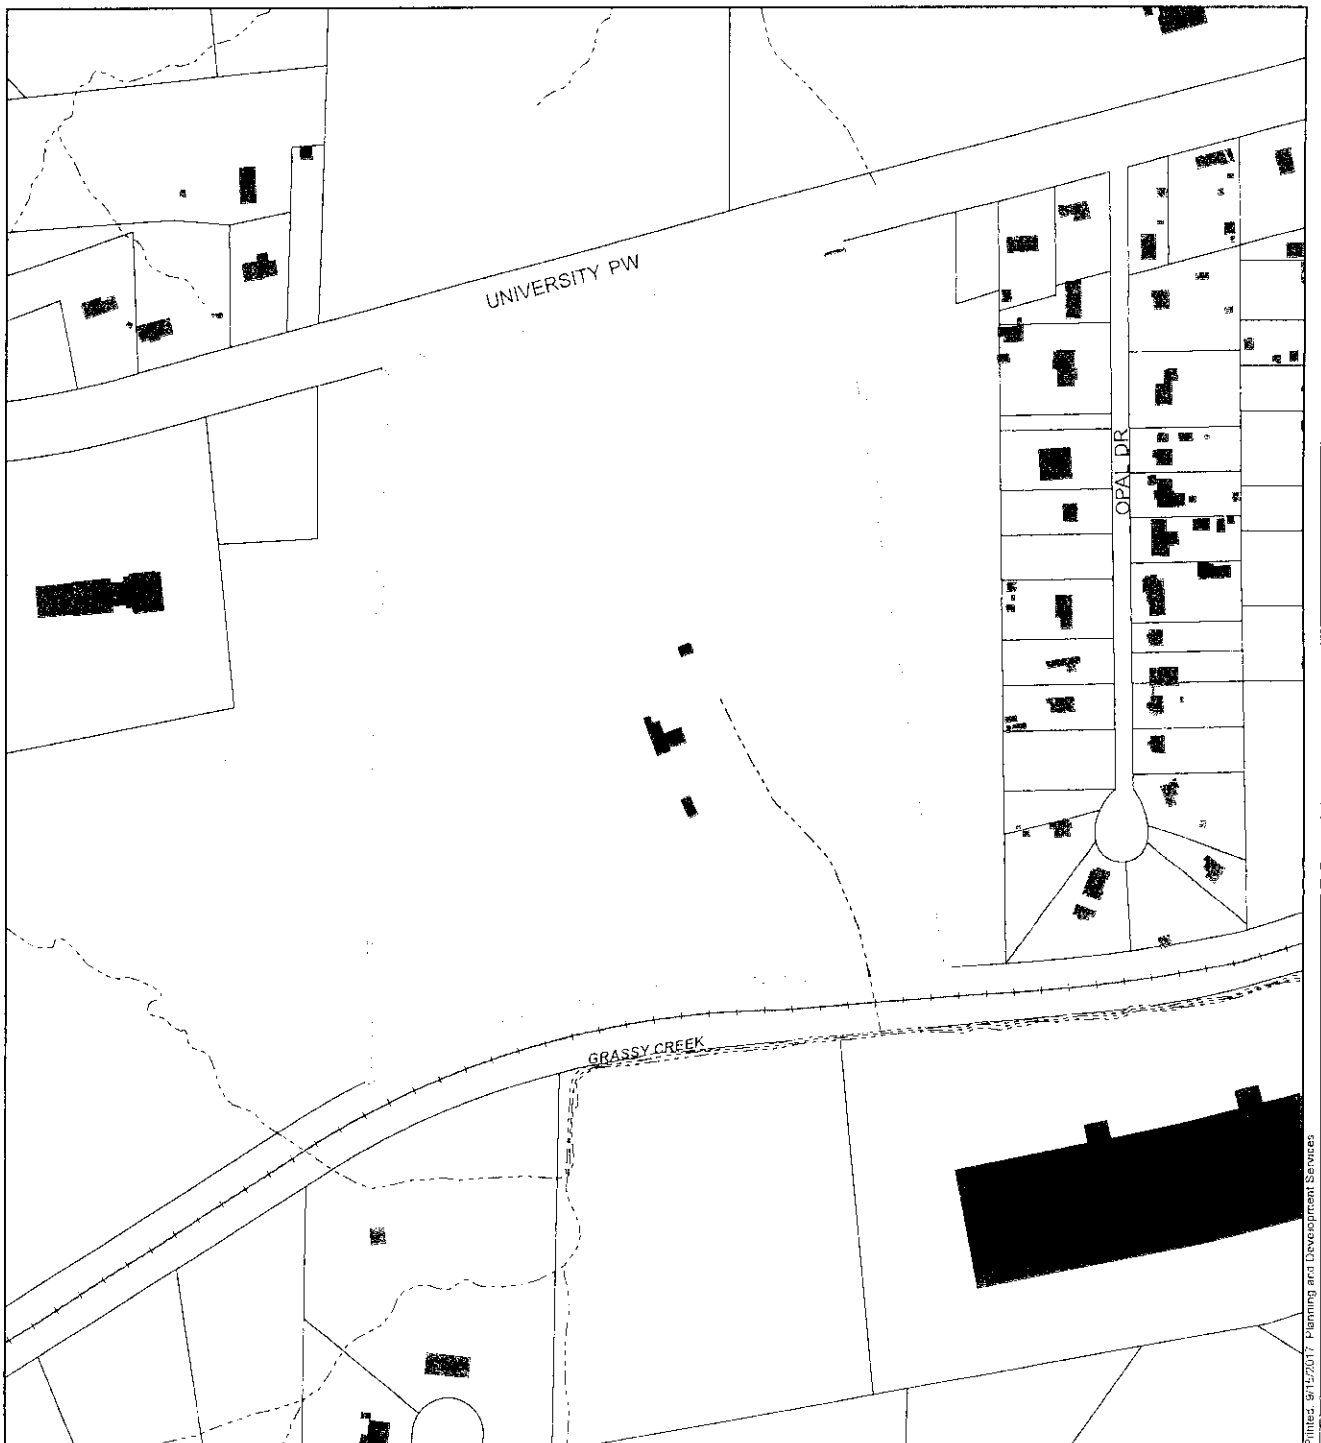 UNIVERSITY PW
OPAL DR
GRASSY CREEK
Printed: 9/15/2017 Planning and Development Services